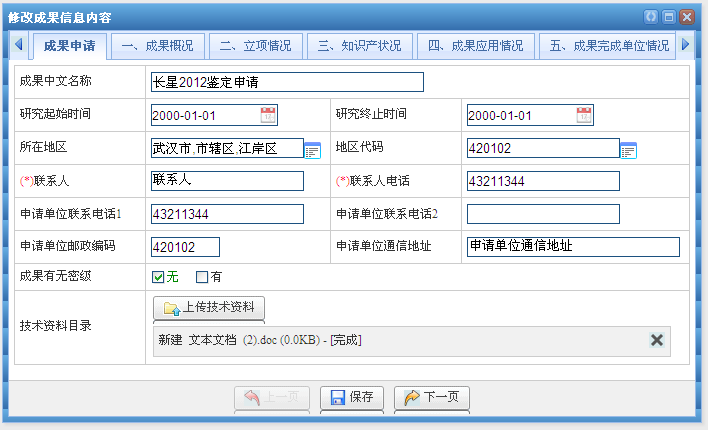 修改成果信息内容
成果申请 一、成果概况 二、立项情况 三、知识产状况 四、成果应用情况 五、成果完成单位情况
成果中文名称 长星2012鉴定申请
研究起始时间 2000-01-01 研究终止时间 2000-01-01
所在地区 武汉市,市辖区,江岸区 地区代码 420102
(*)联系人 联系人 (*)联系人电话 43211344
申请单位联系电话1 43211344 申请单位联系电话2
申请单位邮政编码 420102 申请单位通信地址 申请单位通信地址
成果有无密级 无 有
上传技术资料
技术资料目录
新建 文本文档 (2).doc (0.0KB) - [完成]
上一页 保存 下一页